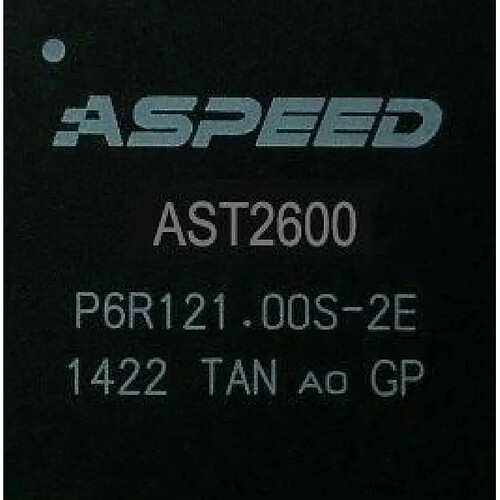 ASPEED
AST2600
P6R121.00S-2E
1422 TAN A0 GP